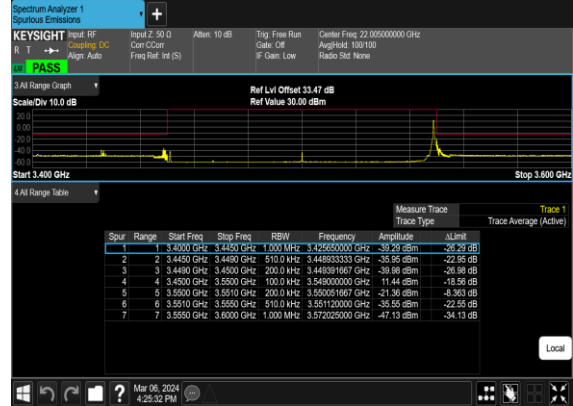 Spectrum Analyzer 1
Spurious Emissions
KEYSIGHT
R T
LU PASS
Input: RF
Coupling: DC
Align: Auto
Input Z: 50 Ω
Corr CCorr
Freq Ref: Int (S)
Atten: 10 dB
Trig: Free Run
Gate: Off
IF Gain: Low
Center Freq: 22.005000000 GHz
Avg|Hold: 100/100
Radio Std: None
3 All Range Graph
Ref Lvl Offset 33.47 dB
Scale/Div 10.0 dB Ref Value 30.00 dBm
20.0
0.00
-20.0
-40.0
-60.0
Start 3.400 GHz Stop 3.600 GHz
4 All Range Table
Measure Trace Trace 1
Trace Type Trace Average (Active)
Spur Range Start Freq Stop Freq RBW Frequency Amplitude ΔLimit
1 1 3.4000 GHz 3.4450 GHz 1.000 MHz 3.425650000 GHz -39.29 dBm -26.29 dB
2 2 3.4450 GHz 3.4490 GHz 510.0 kHz 3.448933333 GHz -35.95 dBm -22.95 dB
3 3 3.4490 GHz 3.4500 GHz 200.0 kHz 3.449391667 GHz -39.98 dBm -26.98 dB
4 4 3.4500 GHz 3.5500 GHz 100.0 kHz 3.549000000 GHz 11.44 dBm -18.56 dB
5 5 3.5500 GHz 3.5510 GHz 200.0 kHz 3.550051667 GHz -21.36 dBm -8.363 dB
6 6 3.5510 GHz 3.5550 GHz 510.0 kHz 3.551120000 GHz -35.55 dBm -22.55 dB
7 7 3.5550 GHz 3.6000 GHz 1.000 MHz 3.572025000 GHz -47.13 dBm -34.13 dB
Local
Mar 06, 2024
4:25:32 PM